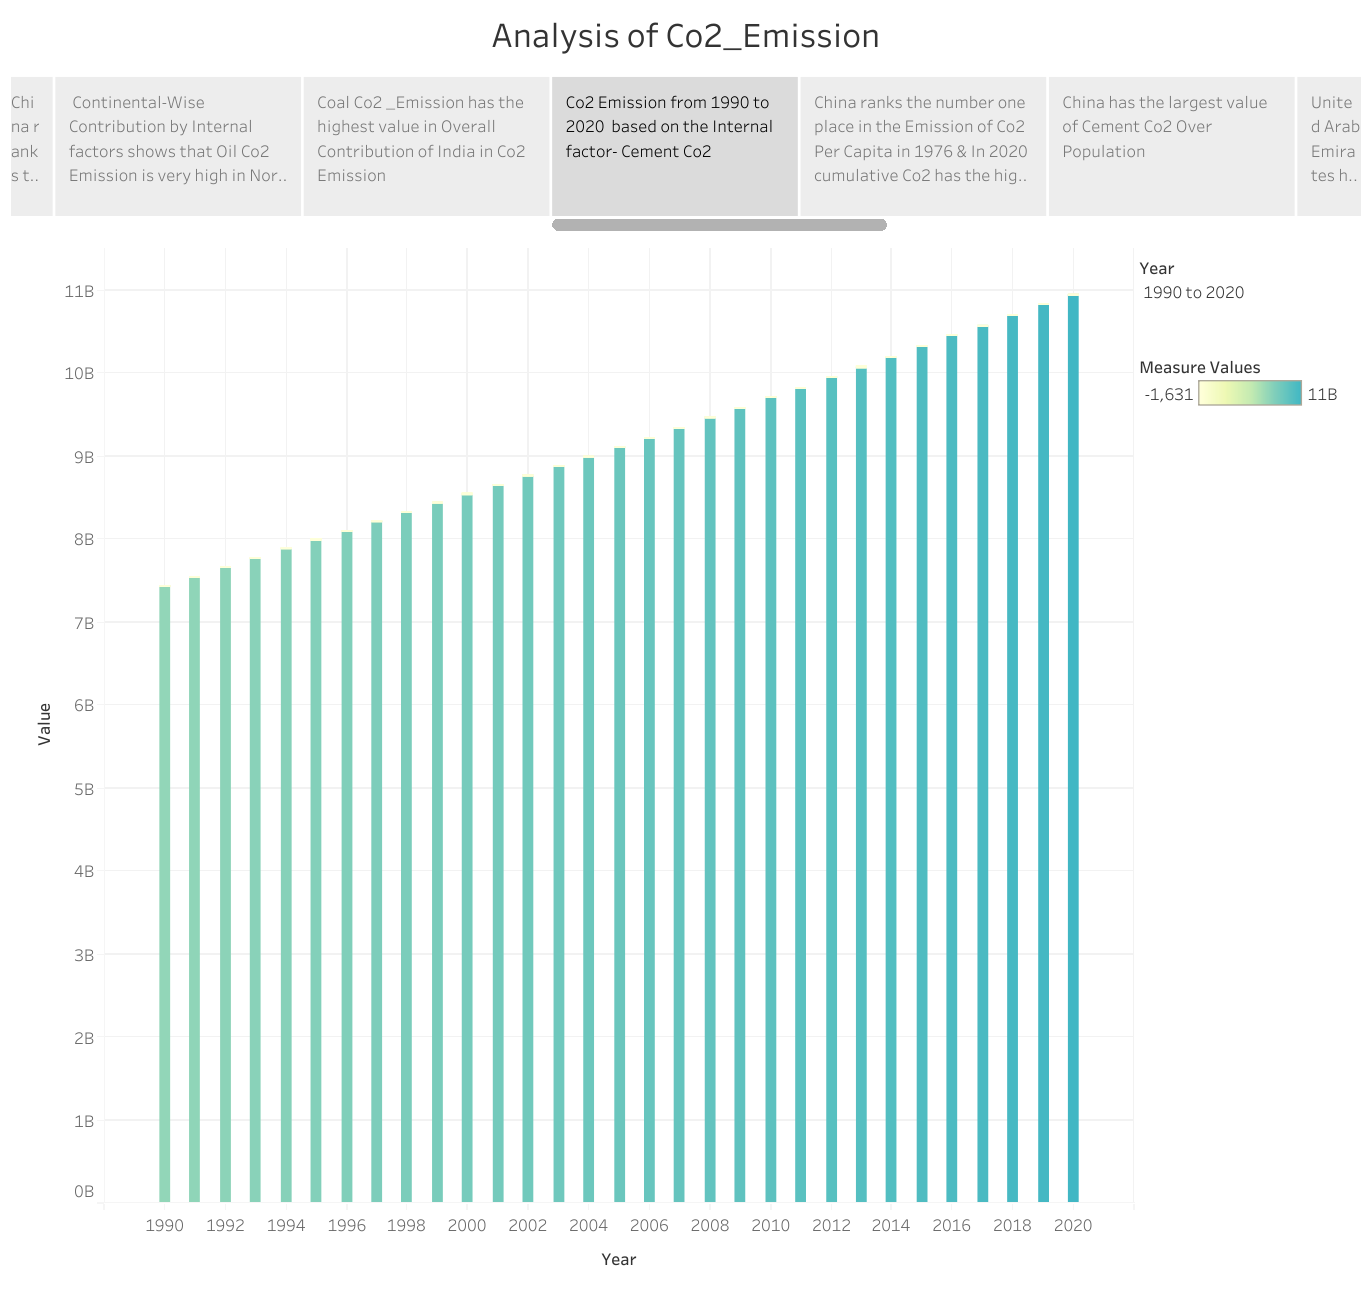 Analysis of Co2_Emission
Chi
na r
ank
s t..
Continental-Wise
Contribution by Internal
factors shows that Oil Co2
Emission is very high in Nor..
Coal Co2 _Emission has the
highest value in Overall
Contribution of India in Co2
Emission
Co2 Emission from 1990 to
2020  based on the Internal
factor- Cement Co2
China ranks the number one
place in the Emission of Co2
Per Capita in 1976 & In 2020
cumulative Co2 has the hig..
China has the largest value
of Cement Co2 Over
Population
Unite
d Arab
Emira
tes h..
Year
1990 to 2020
Measure Values
-1,631 11B
11B
10B
9B
8B
7B
6B
5B
4B
3B
2B
1B
0B
Value
1990 1992 1994 1996 1998 2000 2002 2004 2006 2008 2010 2012 2014 2016 2018 2020
Year